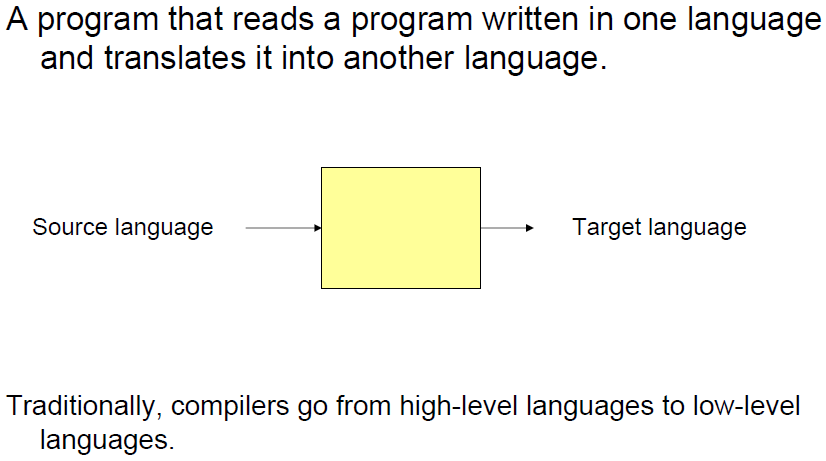 A program that reads a program written in one language
and translates it into another language.
Source language
Target language
Traditionally, compilers go from high-level languages to low-level
languages.